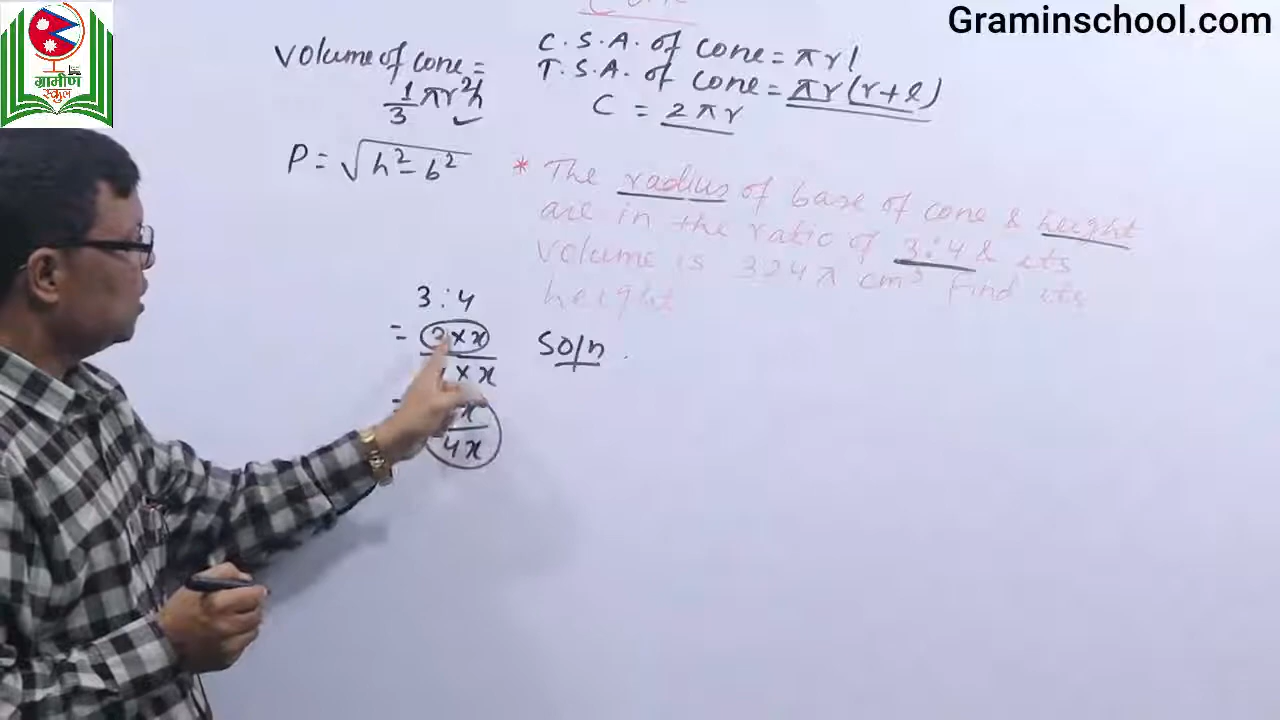 Graminschool.com
ग्रामीण
स्कुल
Cone
Volume of cone =
1/3 πr²h
P = √h² - b²
C.S.A. of cone = πrl
T.S.A. of cone = πr(r+l)
C = 2πr
* The radius of base of cone & height
are in the ratio of 3:4 & its
volume is 324π cm³ find its
height
3:4
= 3×x
4×x
=
x
4x
Soln.